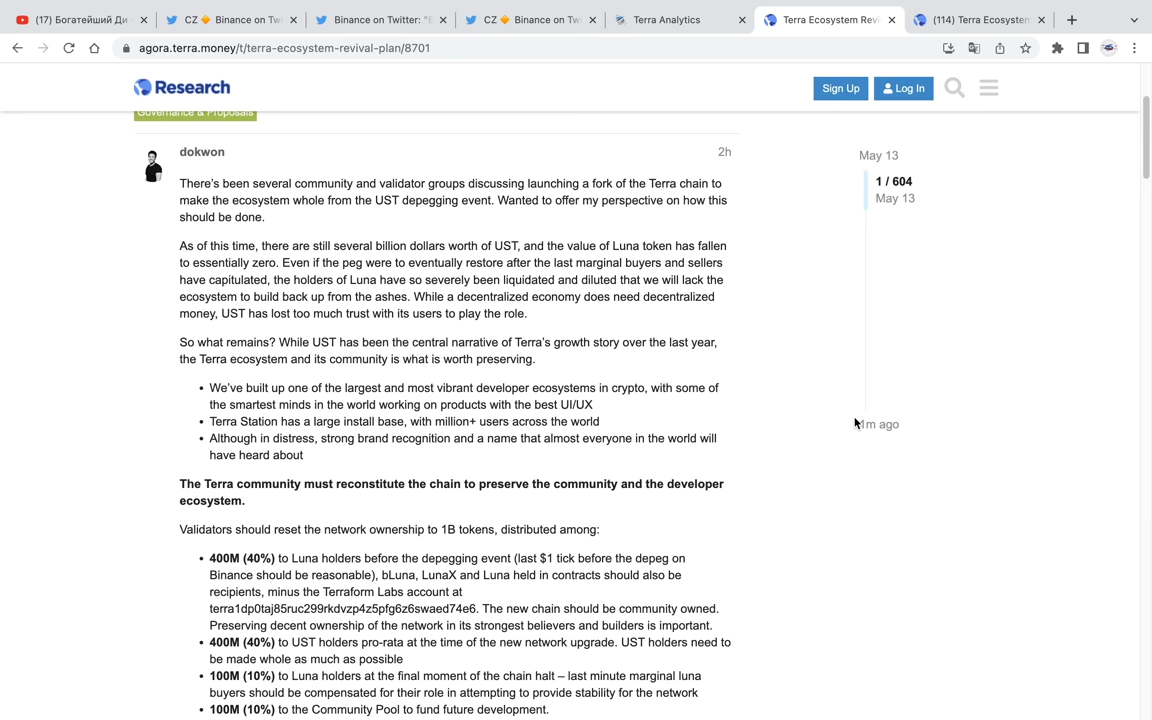 (17) Богатейший Ди
CZ 🔶 Binance on Tw
Binance on Twitter: "E
CZ 🔶 Binance on Tw
Terra Analytics
Terra Ecosystem Revi
(114) Terra Ecosystem
agora.terra.money/t/terra-ecosystem-revival-plan/8701
Research
Sign Up
Log In
Governance & Proposals
dokwon
2h
There's been several community and validator groups discussing launching a fork of the Terra chain to
make the ecosystem whole from the UST depegging event. Wanted to offer my perspective on how this
should be done.
As of this time, there are still several billion dollars worth of UST, and the value of Luna token has fallen
to essentially zero. Even if the peg were to eventually restore after the last marginal buyers and sellers
have capitulated, the holders of Luna have so severely been liquidated and diluted that we will lack the
ecosystem to build back up from the ashes. While a decentralized economy does need decentralized
money, UST has lost too much trust with its users to play the role.
So what remains? While UST has been the central narrative of Terra's growth story over the last year,
the Terra ecosystem and its community is what is worth preserving.
• We've built up one of the largest and most vibrant developer ecosystems in crypto, with some of
the smartest minds in the world working on products with the best UI/UX
• Terra Station has a large install base, with million+ users across the world
• Although in distress, strong brand recognition and a name that almost everyone in the world will
have heard about
The Terra community must reconstitute the chain to preserve the community and the developer
ecosystem.
Validators should reset the network ownership to 1B tokens, distributed among:
• 400M (40%) to Luna holders before the depegging event (last $1 tick before the depeg on
Binance should be reasonable), bLuna, LunaX and Luna held in contracts should also be
recipients, minus the Terraform Labs account at
terra1dp0taj85ruc299rkdvzp4z5pfg6z6swaed74e6. The new chain should be community owned.
Preserving decent ownership of the network in its strongest believers and builders is important.
• 400M (40%) to UST holders pro-rata at the time of the new network upgrade. UST holders need to
be made whole as much as possible
• 100M (10%) to Luna holders at the final moment of the chain halt – last minute marginal luna
buyers should be compensated for their role in attempting to provide stability for the network
• 100M (10%) to the Community Pool to fund future development.
May 13
1 / 604
May 13
1m ago